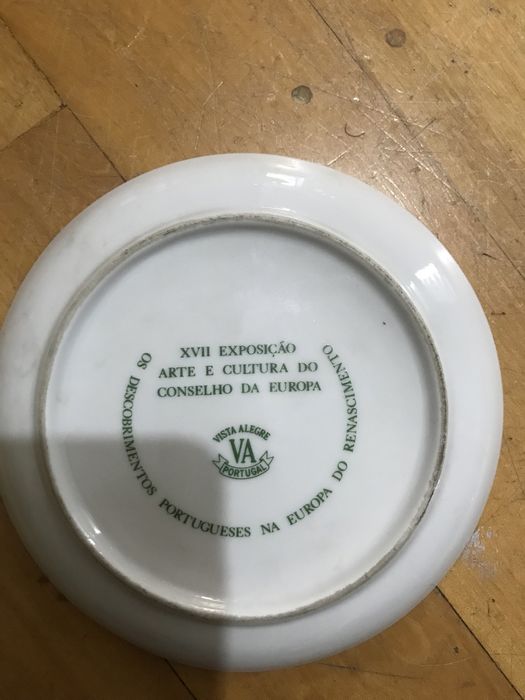 XVII EXPOSIÇÃO
ARTE E CULTURA DO
CONSELHO DA EUROPA
OS DESCOBRIMENTOS PORTUGUESES NA EUROPA DO RENASCIMENTO
VISTA ALEGRE
VA
PORTUGAL